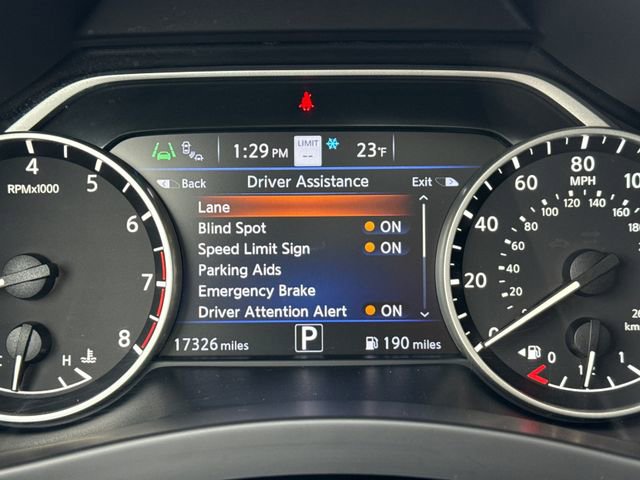 1:29 PM LIMIT -- 23°F
Back Driver Assistance Exit
Lane
Blind Spot ON
Speed Limit Sign ON
Parking Aids
Emergency Brake
Driver Attention Alert ON
17326 miles P 190 miles
RPMx1000
4
5
6
7
8
H
MPH
0
20
40
60
80
20
40
60
80
100
120
140
160
0
1